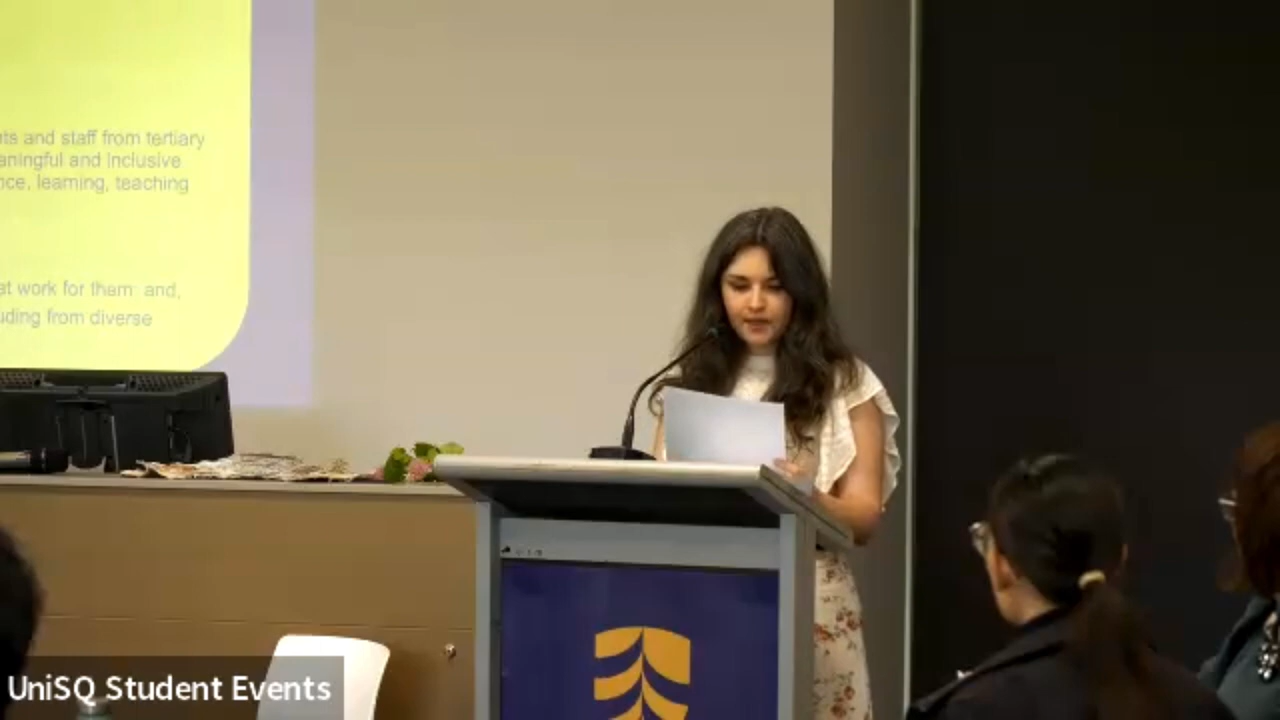 nts and staff from tertiary
aningful and inclusive
nce, learning, teaching
at work for them and,
uding from diverse
UniSQ Student Events